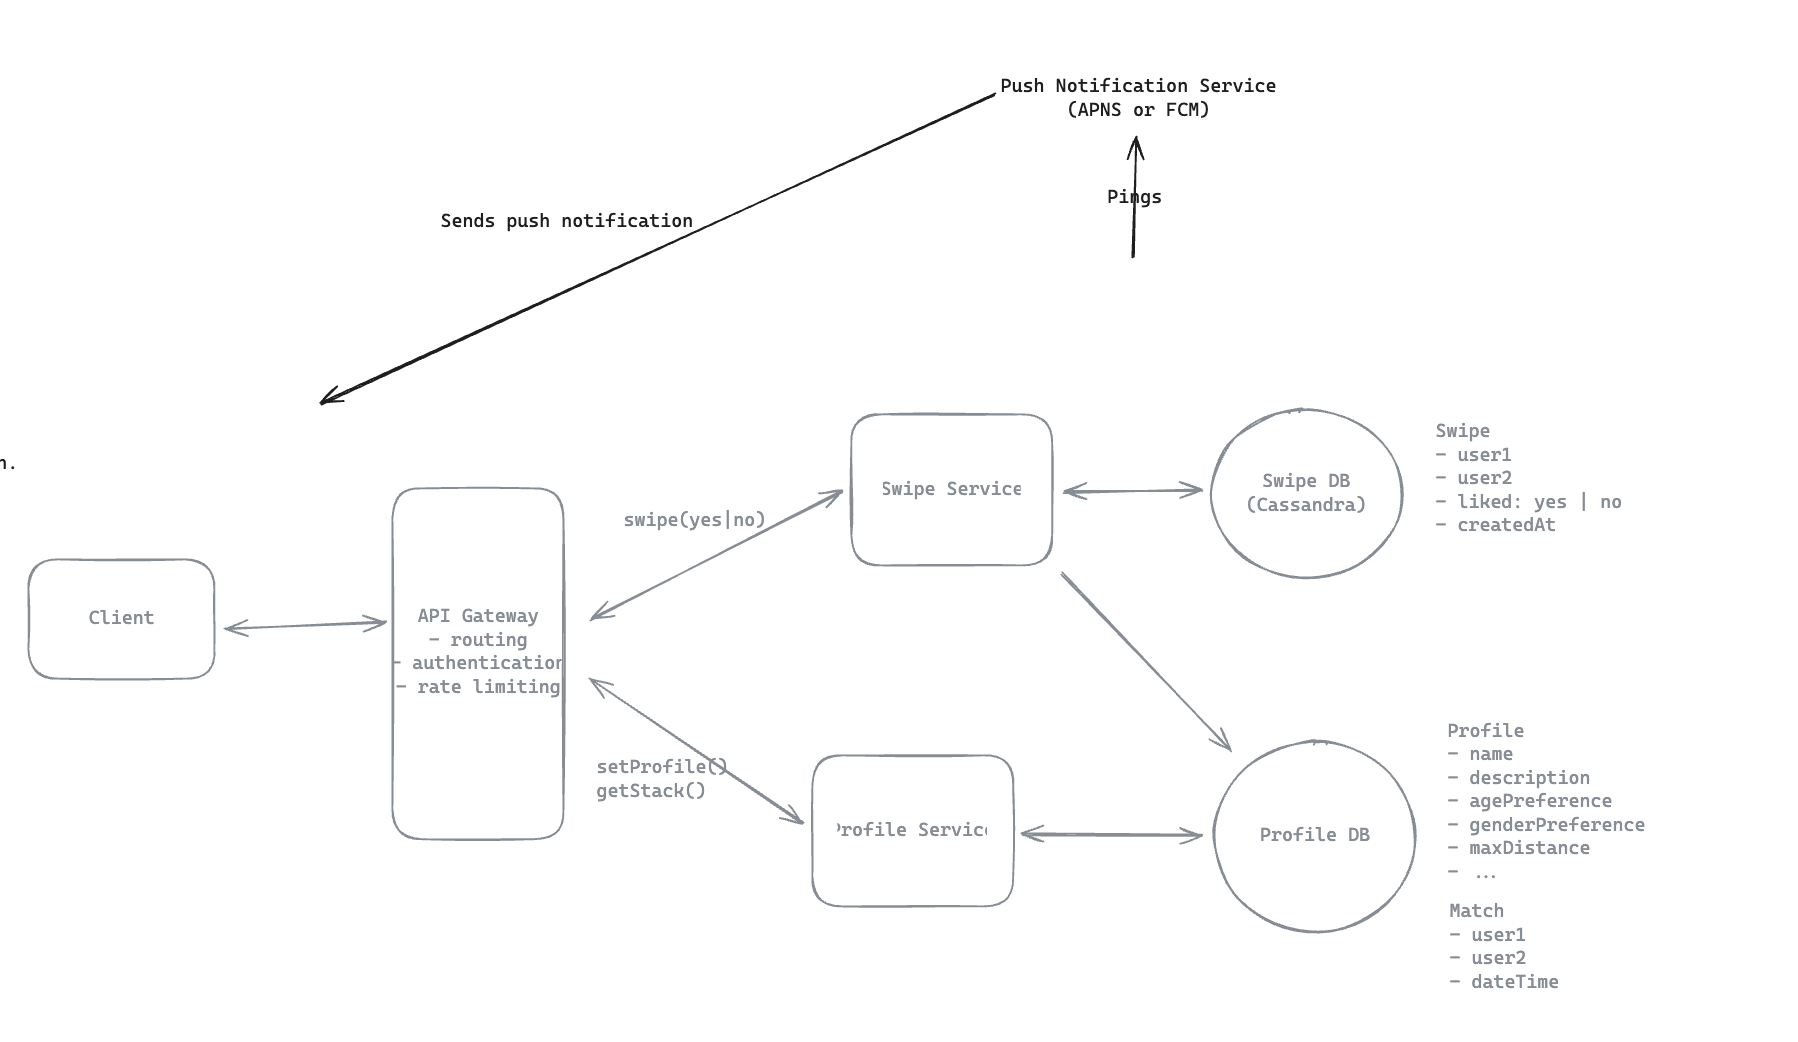 Push Notification Service
(APNS or FCM)
Pings
Sends push notification
n.
Client
API Gateway
- routing
- authentication
- rate limiting
swipe(yes|no)
setProfile()
getStack()
Swipe Service
Swipe DB
(Cassandra)
Swipe
- user1
- user2
- liked: yes | no
- createdAt
Profile Service
Profile DB
Profile
- name
- description
- agePreference
- genderPreference
- maxDistance
- ...
Match
- user1
- user2
- dateTime